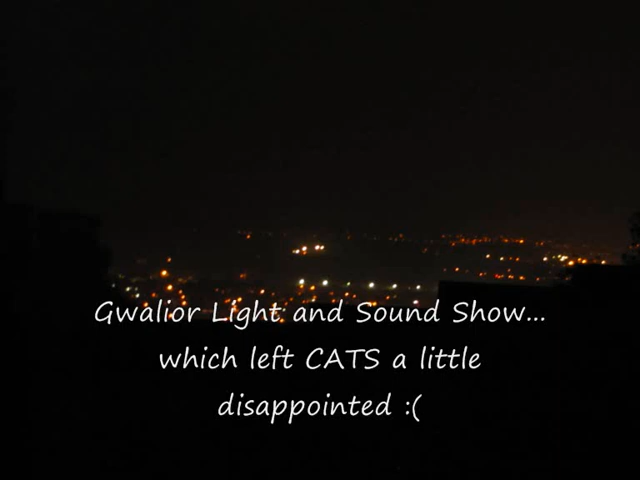 Gwalior Light and Sound Show...
which left CATS a little
disappointed :(